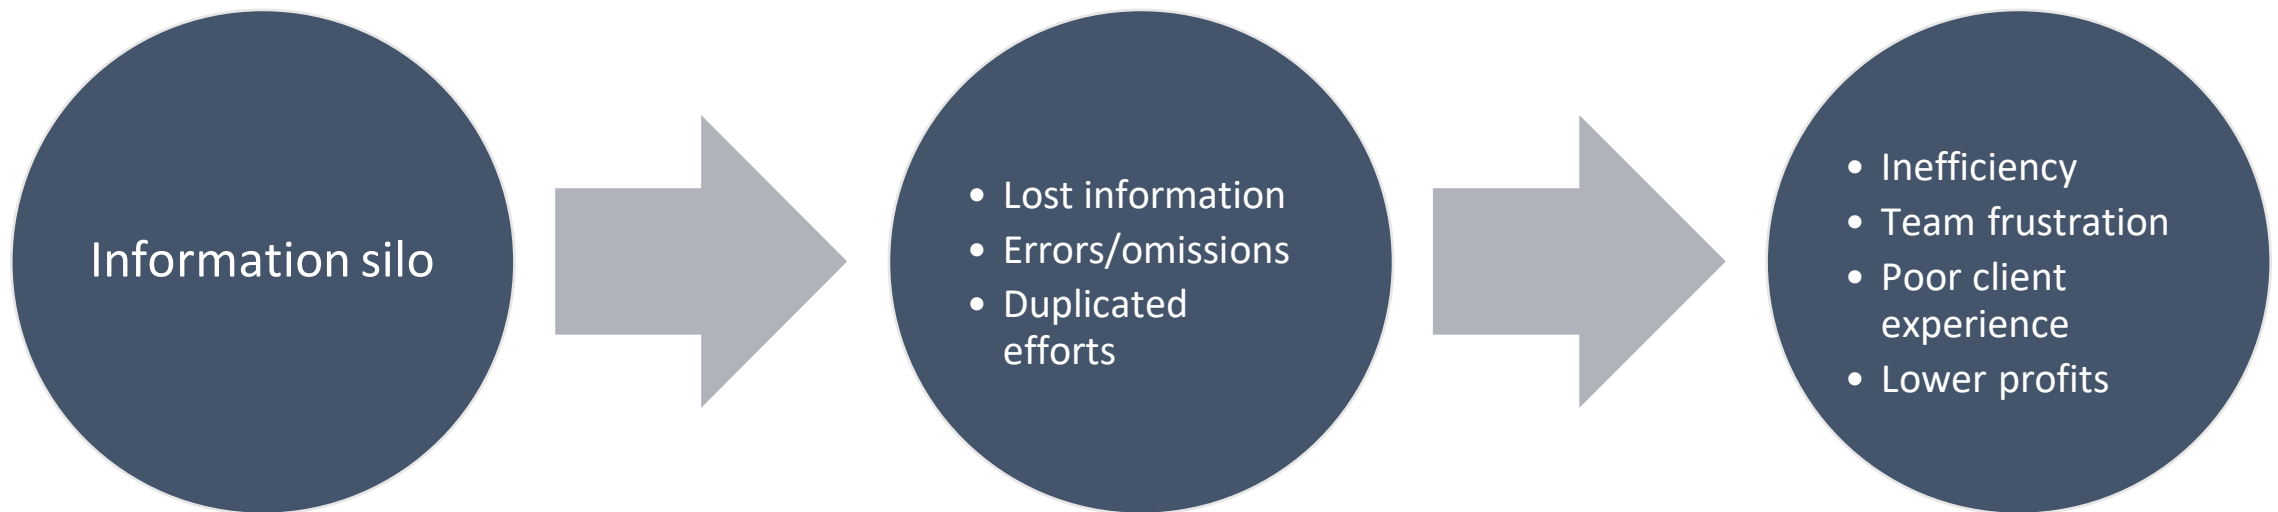 Information silo
• Lost information
• Errors/omissions
• Duplicated
efforts
• Inefficiency
• Team frustration
• Poor client
experience
• Lower profits